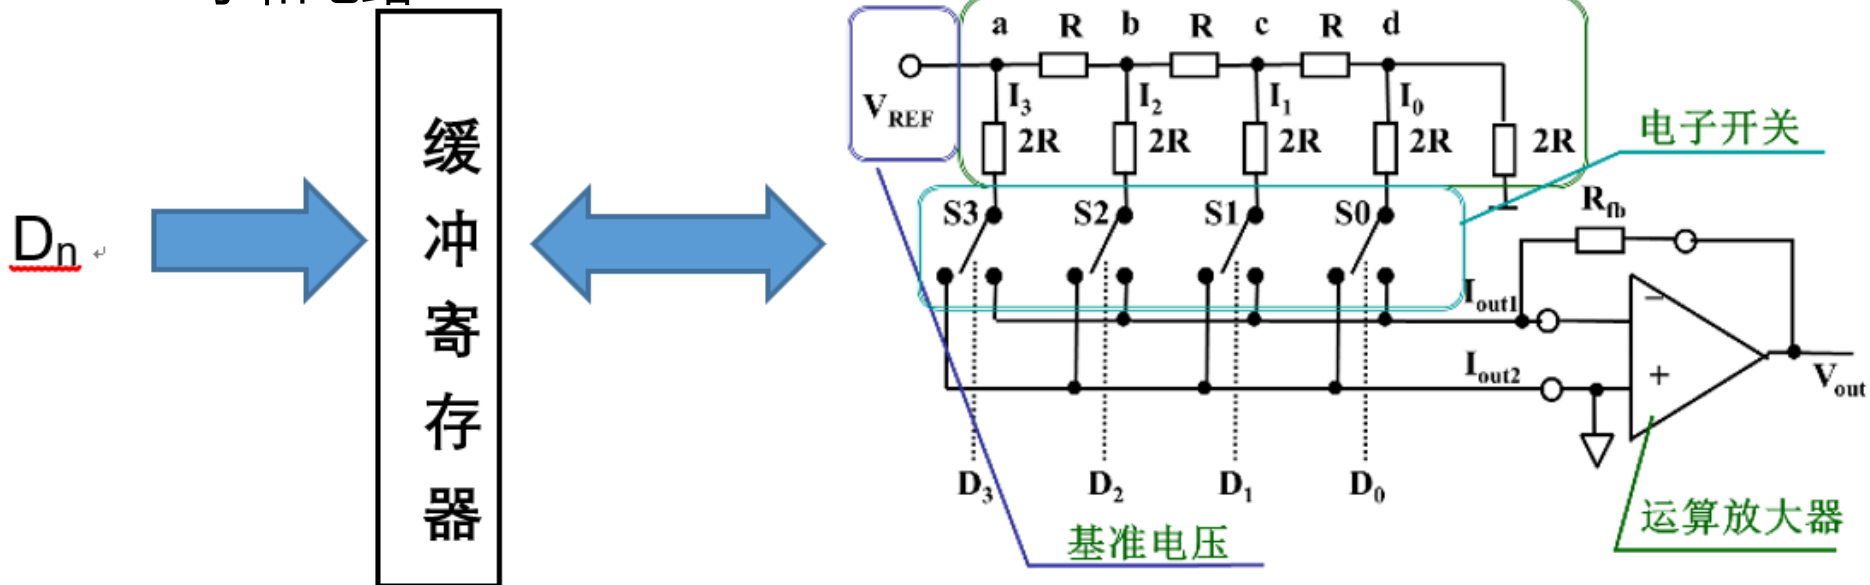 Dn
缓
冲
寄
存
器
a R b R c R d
VREF
I3 I2 I1 I0
2R 2R 2R 2R 2R
电子开关
S3 S2 S1 S0
Rfb
Iout1
−
Iout2
+
Vout
D3 D2 D1 D0
基准电压
运算放大器